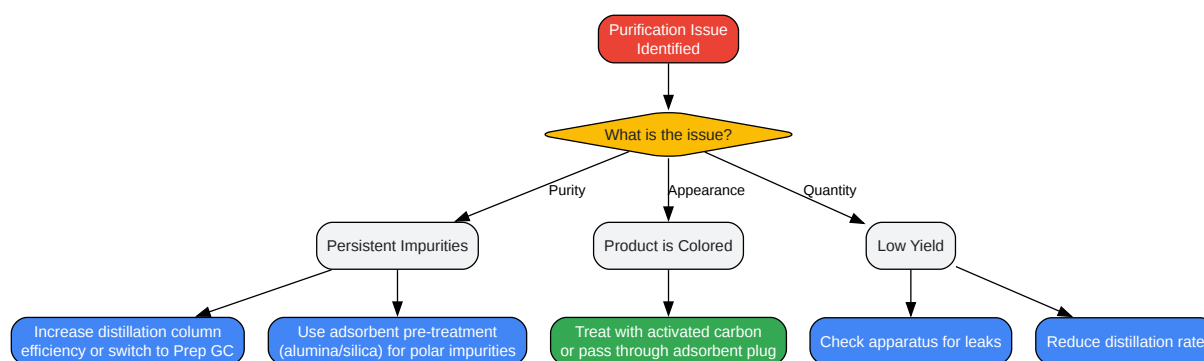 Purification Issue
Identified
What is the issue?
Purity
Appearance
Quantity
Persistent Impurities
Product is Colored
Low Yield
Increase distillation column
efficiency or switch to Prep GC
Use adsorbent pre-treatment
(alumina/silica) for polar impurities
Treat with activated carbon
or pass through adsorbent plug
Check apparatus for leaks
Reduce distillation rate